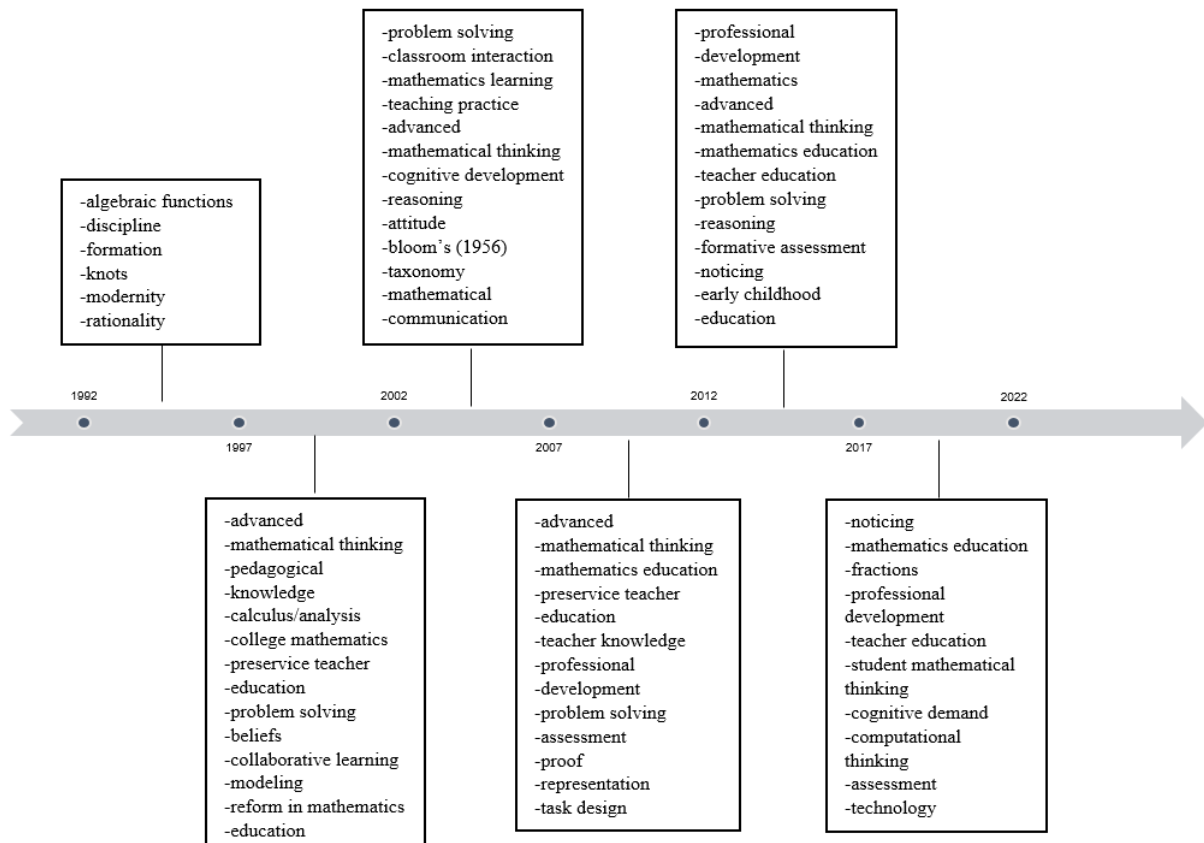 -problem solving
-classroom interaction
-mathematics learning
-teaching practice
-advanced
-mathematical thinking
-cognitive development
-reasoning
-attitude
-bloom's (1956)
-taxonomy
-mathematical
-communication
-professional
-development
-mathematics
-advanced
-mathematical thinking
-mathematics education
-teacher education
-problem solving
-reasoning
-formative assessment
-noticing
-early childhood
-education
-algebraic functions
-discipline
-formation
-knots
-modernity
-rationality
1992
2002
2012
2022
1997
2007
2017
-advanced
-mathematical thinking
-pedagogical
-knowledge
-calculus/analysis
-college mathematics
-preservice teacher
-education
-problem solving
-beliefs
-collaborative learning
-modeling
-reform in mathematics
-education
-advanced
-mathematical thinking
-mathematics education
-preservice teacher
-education
-teacher knowledge
-professional
-development
-problem solving
-assessment
-proof
-representation
-task design
-noticing
-mathematics education
-fractions
-professional
development
-teacher education
-student mathematical
thinking
-cognitive demand
-computational
thinking
-assessment
-technology